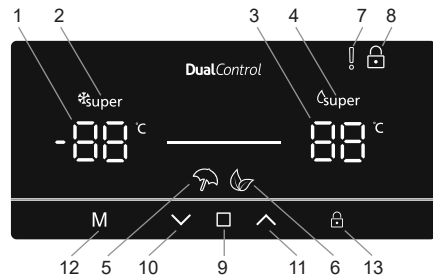 1 2 3 4 7 8
DualControl
super super
-88 °C 88 °C
M
12 5 10 9 11 6 13